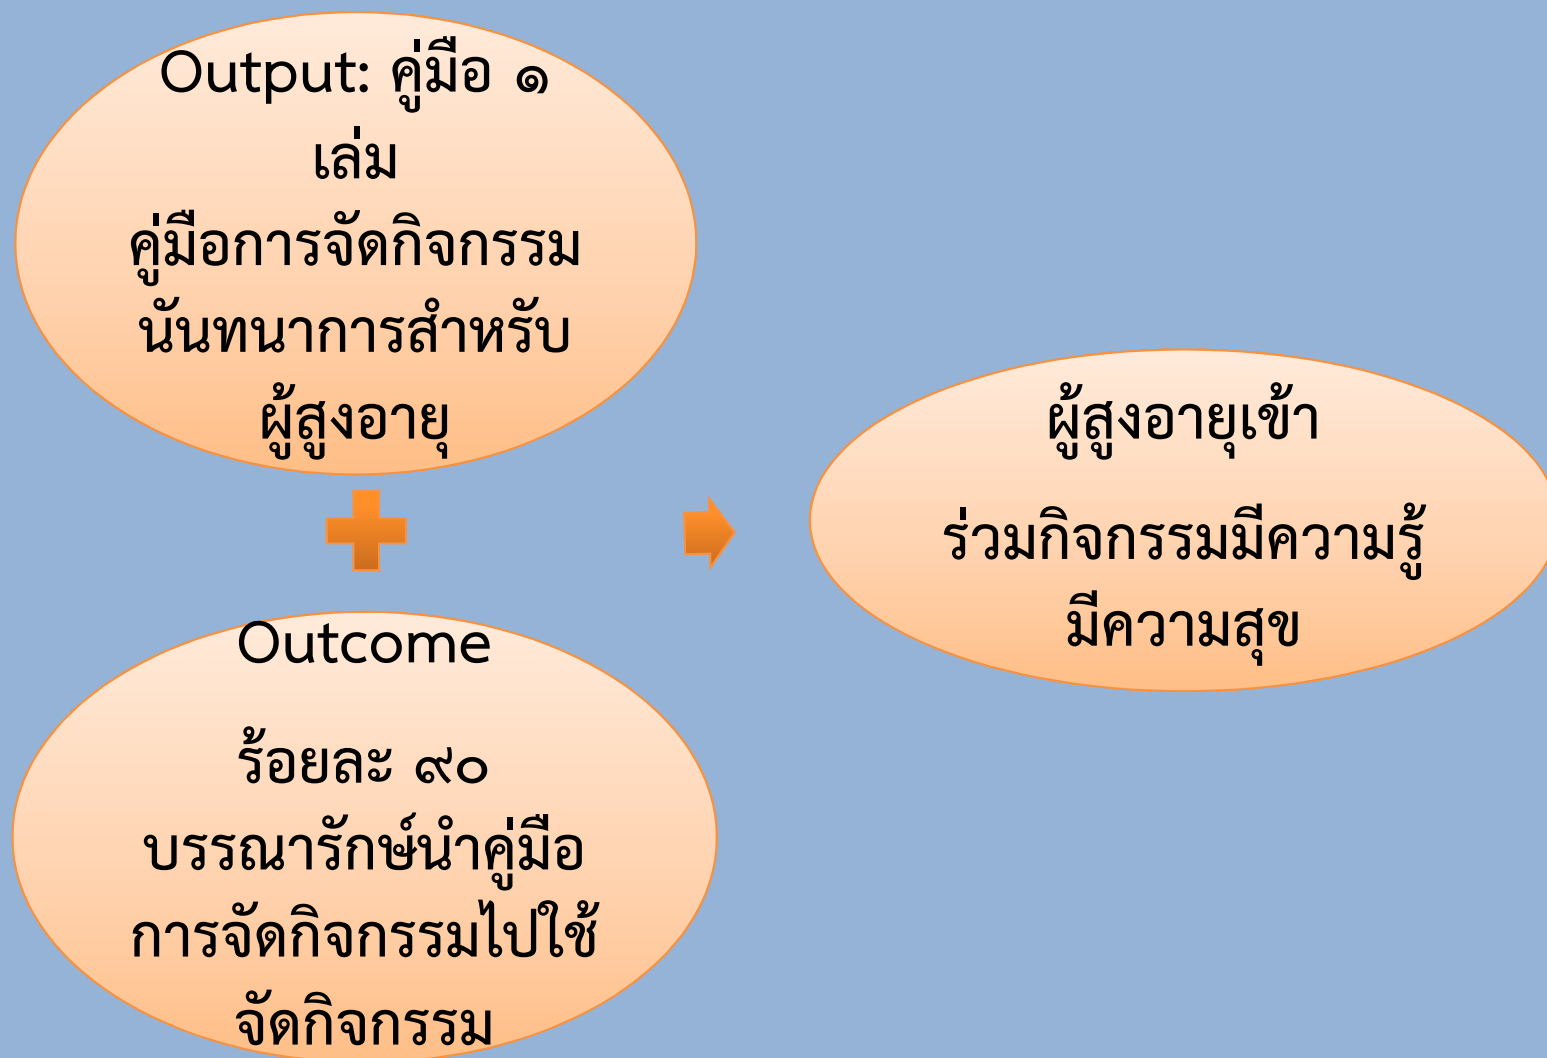 Output: คู่มือ ๑
เล่ม
คู่มือการจัดกิจกรรม
นันทนาการสำหรับ
ผู้สูงอายุ
Outcome
ร้อยละ ๙๐
บรรณารักษ์นำคู่มือ
การจัดกิจกรรมไปใช้
จัดกิจกรรม
ผู้สูงอายุเข้า
ร่วมกิจกรรมมีความรู้
มีความสุข